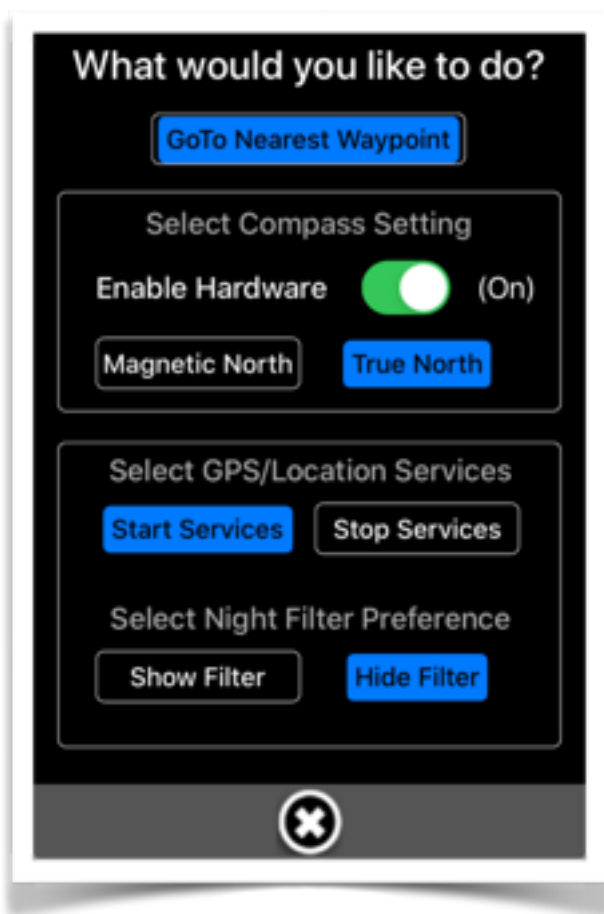 What would you like to do?
GoTo Nearest Waypoint
Select Compass Setting
Enable Hardware (On)
Magnetic North True North
Select GPS/Location Services
Start Services Stop Services
Select Night Filter Preference
Show Filter Hide Filter